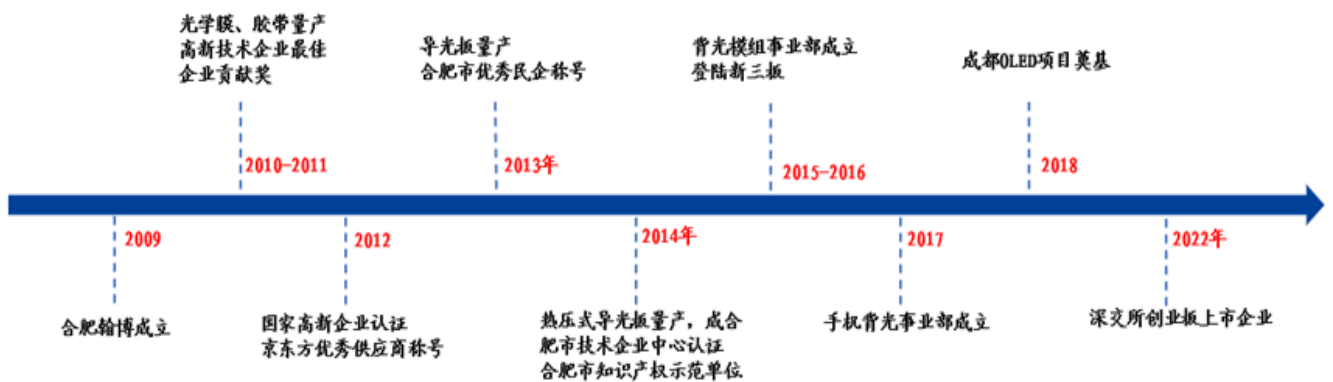 光学膜、胶带量产
高新技术企业最佳
企业贡献奖
导光板量产
合肥市优秀民企称号
背光模组事业部成立
登陆新三板
成都OLED项目奠基
2010-2011
2013年
2015-2016
2018
2009
2012
2014年
2017
2022年
合肥翰博成立
国家高新企业认证
京东方优秀供应商称号
热压式导光板量产，成合
肥市技术企业中心认证
合肥市知识产权示范单位
手机背光事业部成立
深交所创业板上市企业